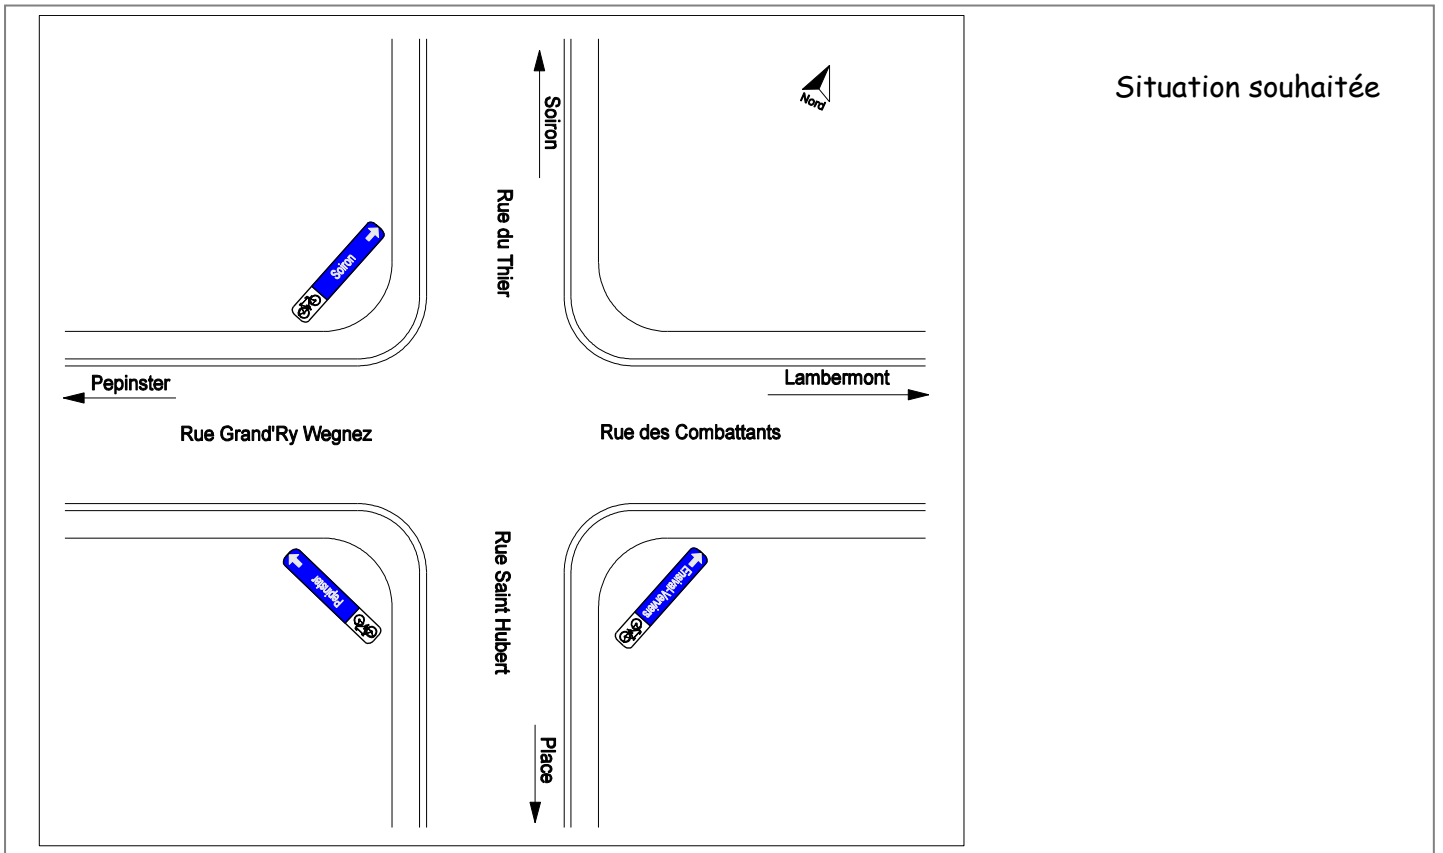 Situation souhaitée
Nord
Soiron
Rue du Thier
Soiron
Pepinster
Lambermont
Rue Grand'Ry Wegnez
Rue des Combattants
Pepinster
Rue Saint Hubert
Ensival-Verviers
Place